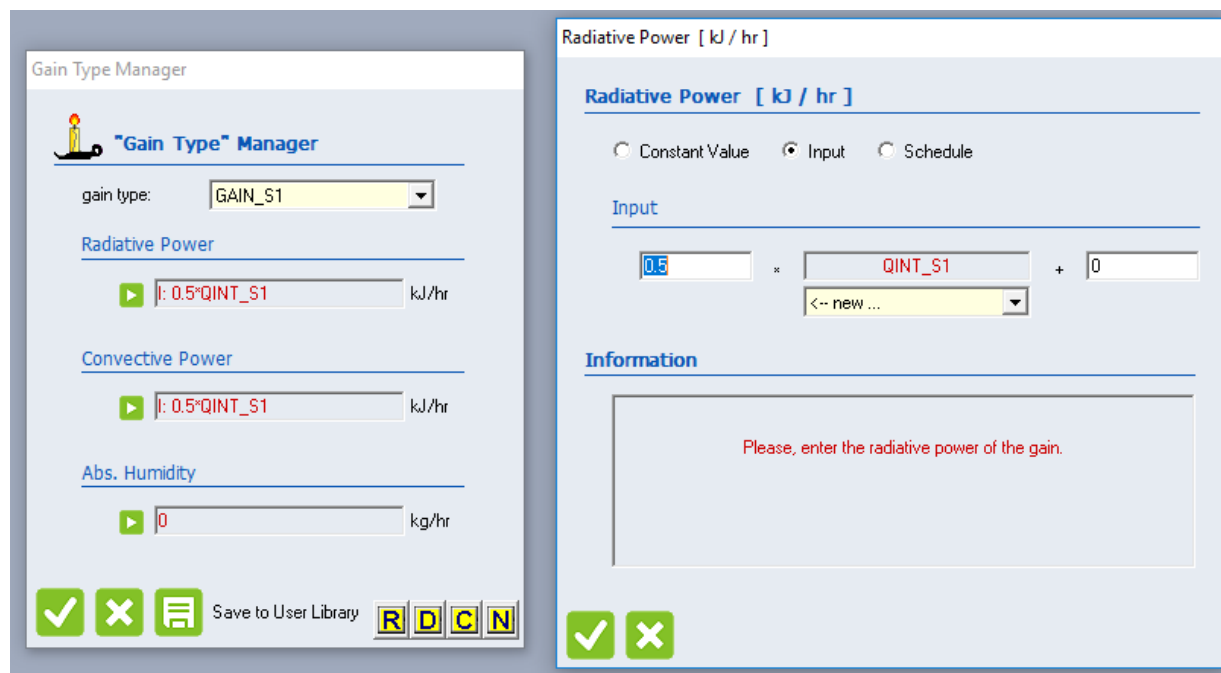 Gain Type Manager
"Gain Type" Manager
gain type: GAIN_S1
Radiative Power
I: 0.5*QINT_S1 kJ/hr
Convective Power
I: 0.5*QINT_S1 kJ/hr
Abs. Humidity
0 kg/hr
Save to User Library R D C N
Radiative Power [ kJ / hr ]
Radiative Power [ kJ / hr ]
Constant Value Input Schedule
Input
0.5 * QINT_S1 + 0
<-- new ...
Information
Please, enter the radiative power of the gain.